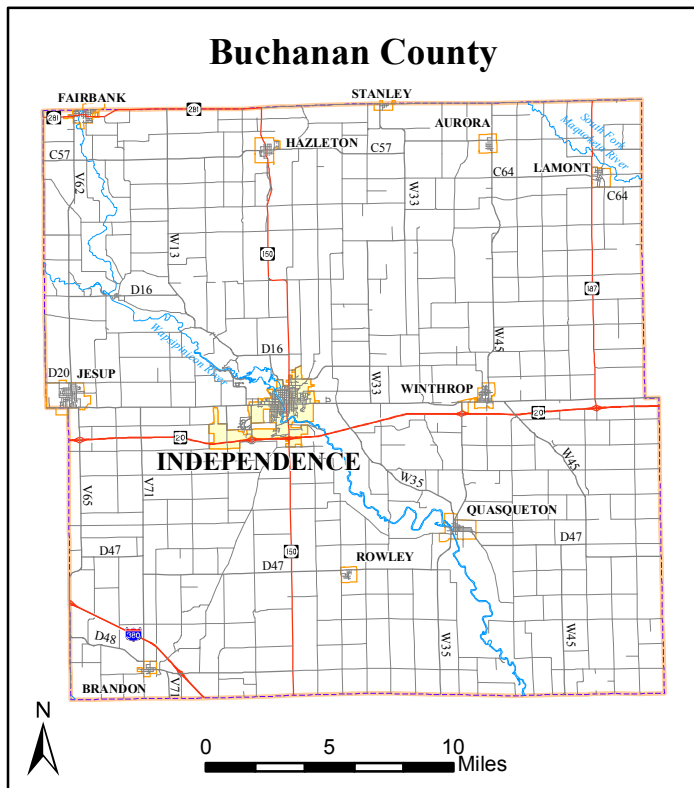 Buchanan County
FAIRBANK
STANLEY
281
281
AURORA
South Fork
Maquoketa River
HAZLETON
C57
C57
LAMONT
V62
W33
C64
C64
W13
150
187
D16
Wapsipinicon River
D16
W45
D20
JESUP
W33
WINTHROP
20
20
20
INDEPENDENCE
W45
V65
V71
W35
QUASQUETON
150
D47
D47
D47
ROWLEY
D48
380
W35
W45
BRANDON
V71
N
0
5
10
Miles